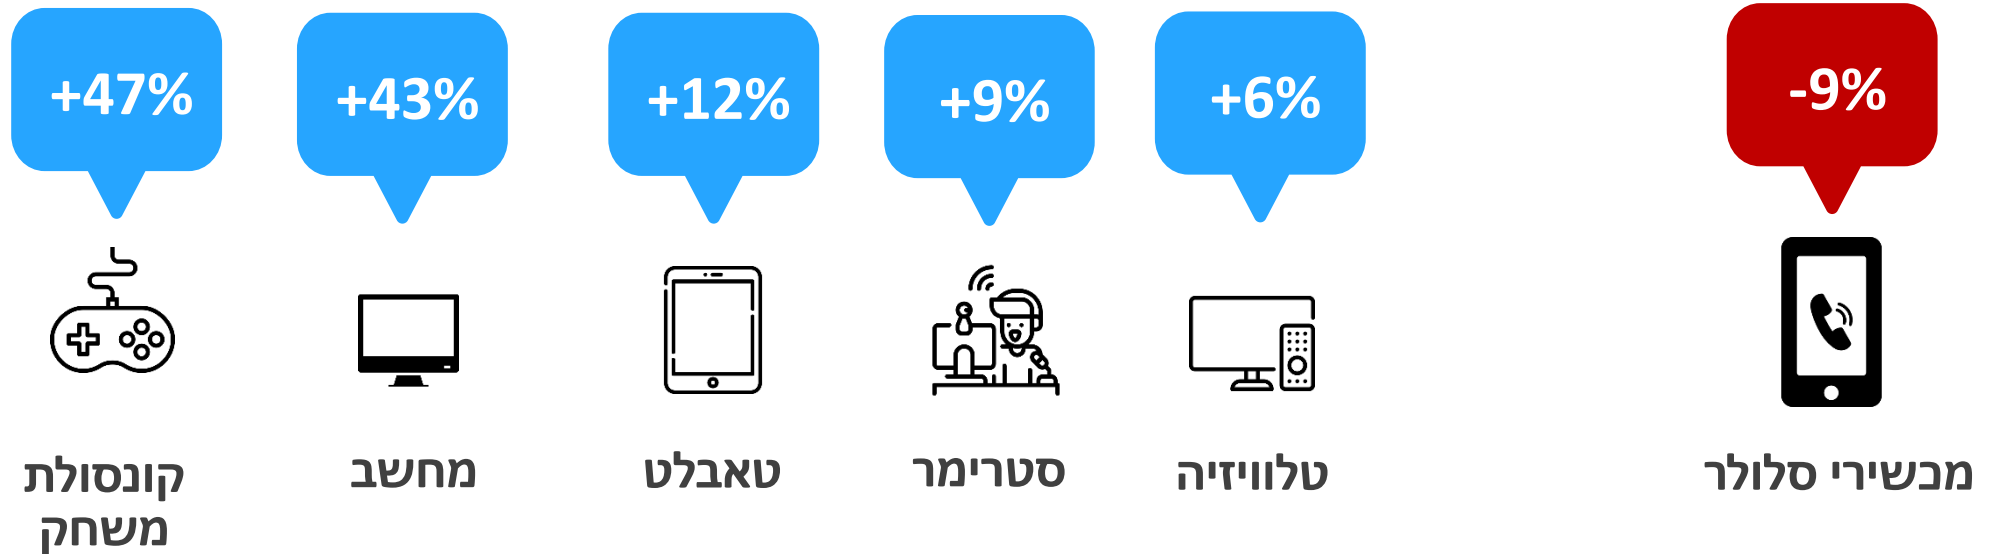 +47%
+43%
+12%
+9%
+6%
-9%
קונסולת
משחק
מחשב
טאבלט
סטרימר
טלוויזיה
מכשירי סלולר